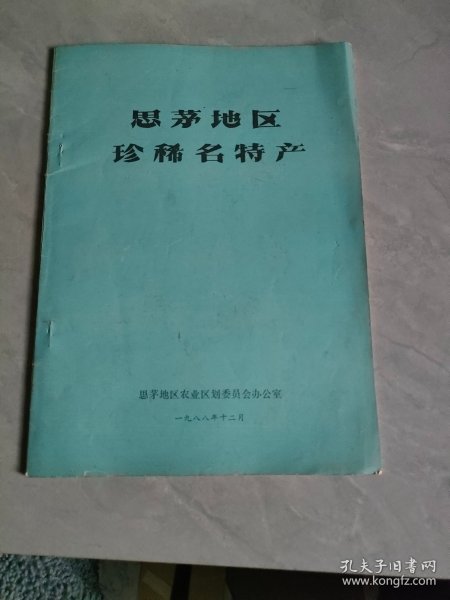 思茅地区
珍稀名特产
思茅地区农业区划委员会办公室
一九八八年十二月
孔夫子旧书网
www.kongfz.com